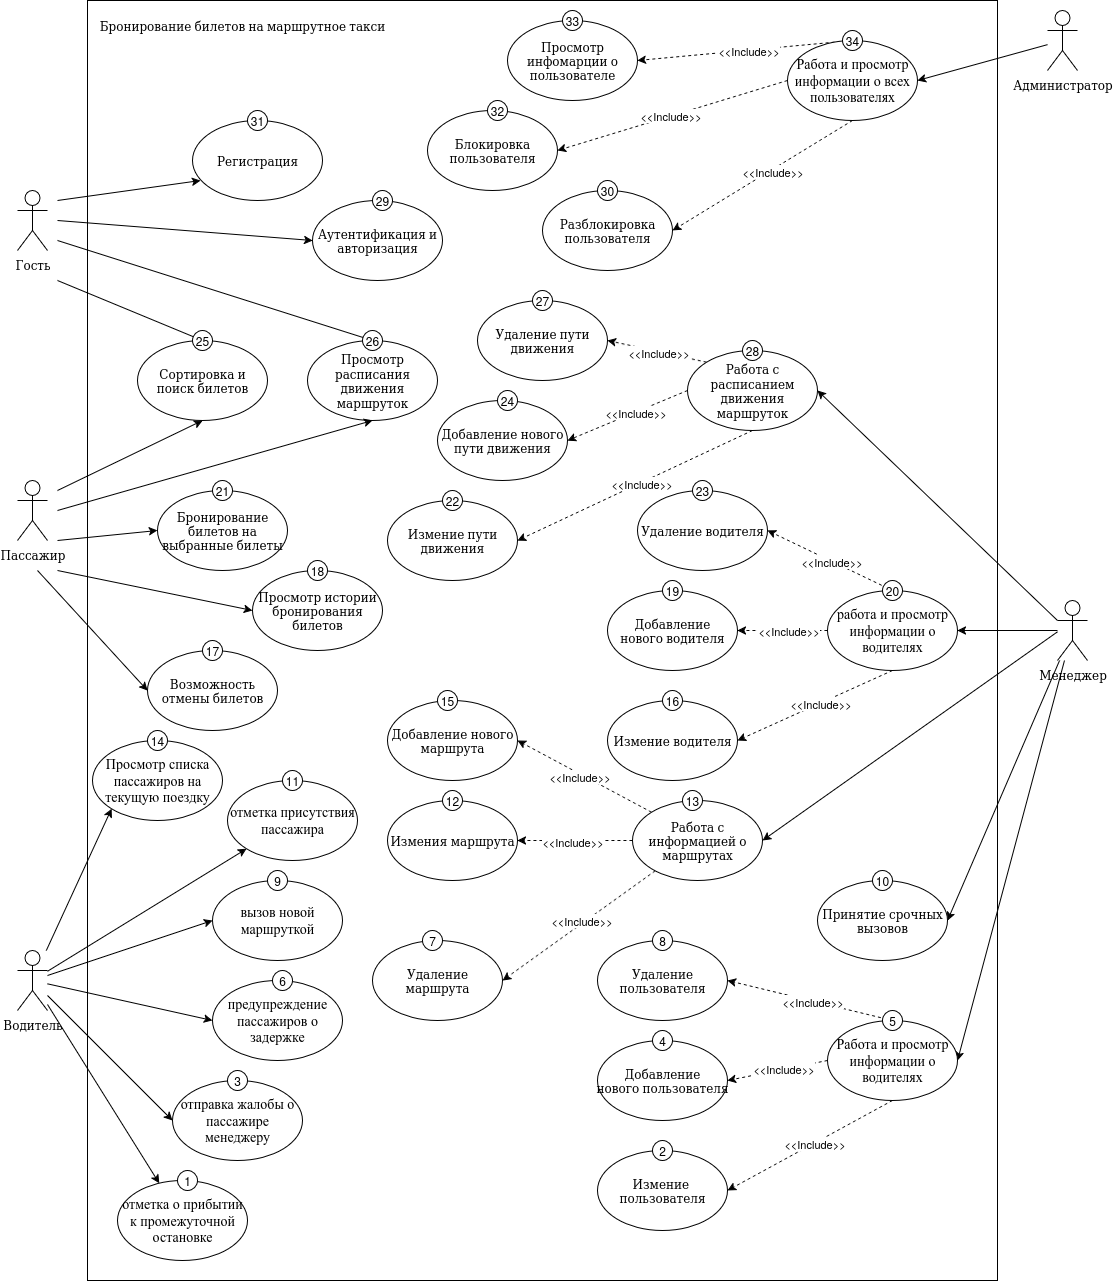 Бронирование билетов на маршрутное такси
33
Просмотр
инфомарции о
пользователе
<<Include>>
34
Работа и просмотр
информации о всех
пользователях
Администратор
32
Блокировка
пользователя
<<Include>>
31
Регистрация
<<Include>>
30
Разблокировка
пользователя
Гость
29
Аутентификация и
авторизация
27
Удаление пути
движения
<<Include>>
28
Работа с
расписанием
движения
маршруток
25
Сортировка и
поиск билетов
26
Просмотр
расписания
движения
маршруток
24
Добавление нового
пути движения
<<Include>>
<<Include>>
22
Измение пути
движения
23
Удаление водителя
<<Include>>
Пассажир
21
Бронирование
билетов на
выбранные билеты
18
Просмотр истории
бронирования
билетов
19
Добавление
нового водителя
<<Include>>
20
работа и просмотр
информации о
водителях
Менеджер
17
Возможность
отмены билетов
16
Измение водителя
<<Include>>
15
Добавление нового
маршрута
<<Include>>
14
Просмотр списка
пассажиров на
текущую поездку
11
отметка присутствия
пассажира
12
Измения маршрута
<<Include>>
13
Работа с
информацией о
маршрутах
9
вызов новой
маршруткой
<<Include>>
10
Принятие срочных
вызовов
7
Удаление
маршрута
8
Удаление
пользователя
<<Include>>
Водитель
6
предупреждение
пассажиров о
задержке
5
Работа и просмотр
информации о
водителях
4
Добавление
нового пользователя
<<Include>>
3
отправка жалобы о
пассажире
менеджеру
<<Include>>
2
Измение
пользователя
1
отметка о прибытии
к промежуточной
остановке